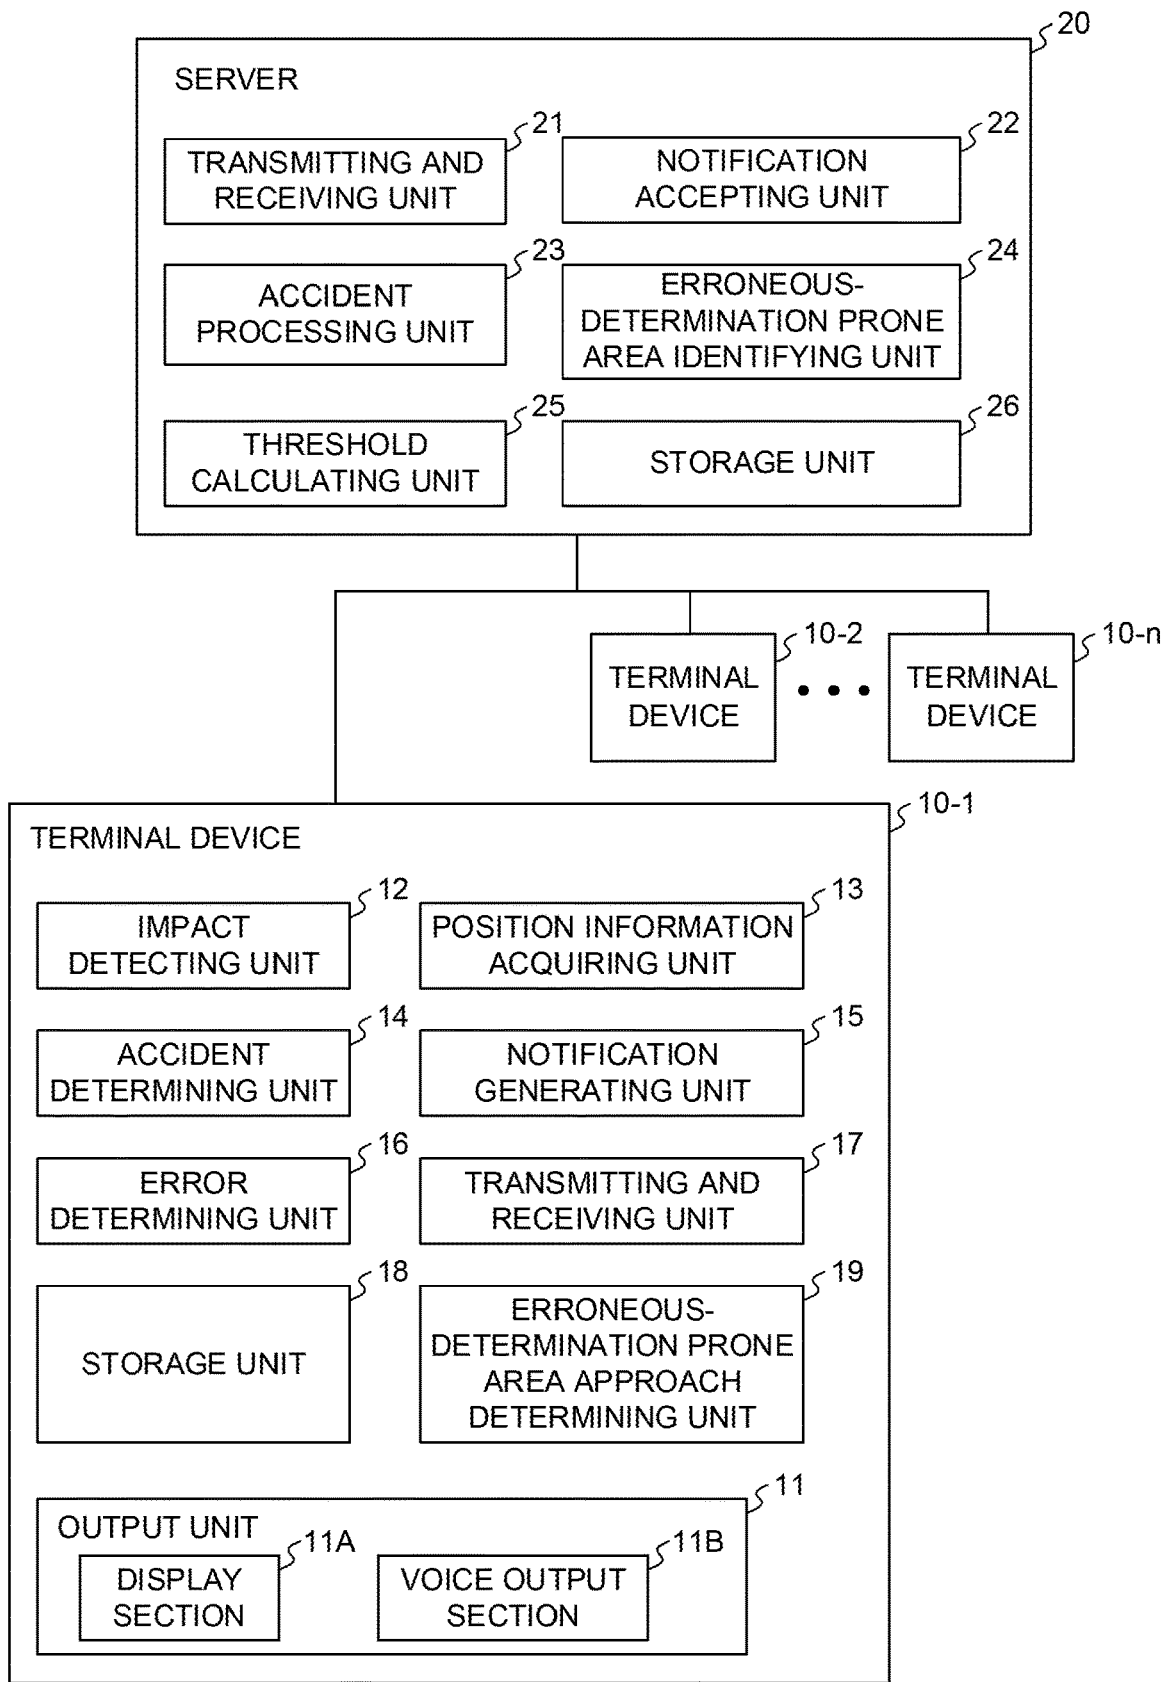 20
SERVER
21
TRANSMITTING AND
RECEIVING UNIT
22
NOTIFICATION
ACCEPTING UNIT
23
ACCIDENT
PROCESSING UNIT
24
ERRONEOUS-
DETERMINATION PRONE
AREA IDENTIFYING UNIT
25
THRESHOLD
CALCULATING UNIT
26
STORAGE UNIT
10-2
TERMINAL
DEVICE
10-n
TERMINAL
DEVICE
10-1
TERMINAL DEVICE
12
IMPACT
DETECTING UNIT
13
POSITION INFORMATION
ACQUIRING UNIT
14
ACCIDENT
DETERMINING UNIT
15
NOTIFICATION
GENERATING UNIT
16
ERROR
DETERMINING UNIT
17
TRANSMITTING AND
RECEIVING UNIT
18
STORAGE UNIT
19
ERRONEOUS-
DETERMINATION PRONE
AREA APPROACH
DETERMINING UNIT
11
OUTPUT UNIT
11A
DISPLAY
SECTION
11B
VOICE OUTPUT
SECTION